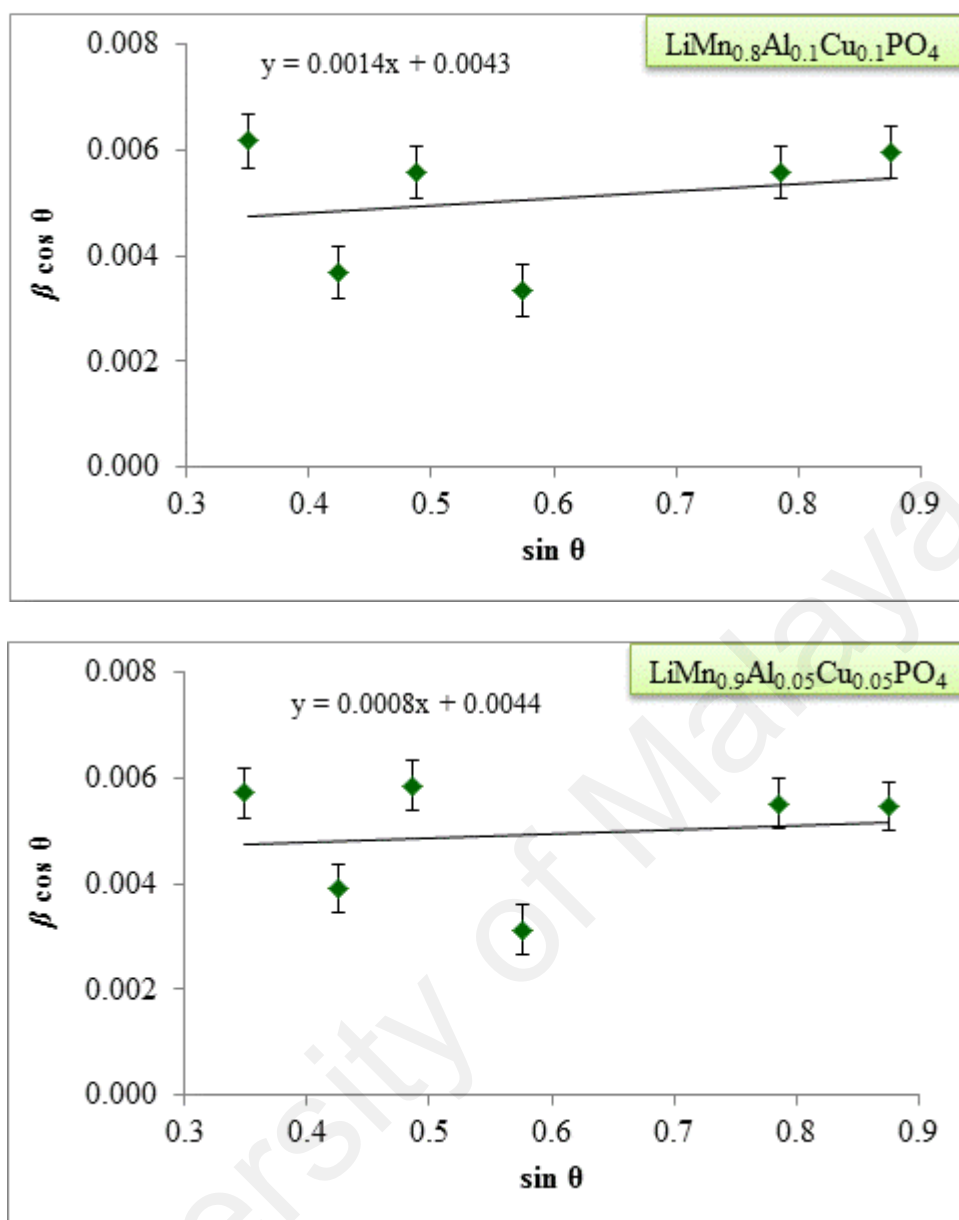 LiMn₀.₈Al₀.₁Cu₀.₁PO₄
y = 0.0014x + 0.0043
0.008
0.006
0.004
0.002
0.000
β cos θ
0.3 0.4 0.5 0.6 0.7 0.8 0.9
sin θ
LiMn₀.₉Al₀.₀₅Cu₀.₀₅PO₄
y = 0.0008x + 0.0044
0.008
0.006
0.004
0.002
0.000
β cos θ
0.3 0.4 0.5 0.6 0.7 0.8 0.9
sin θ
ersity of Malaya